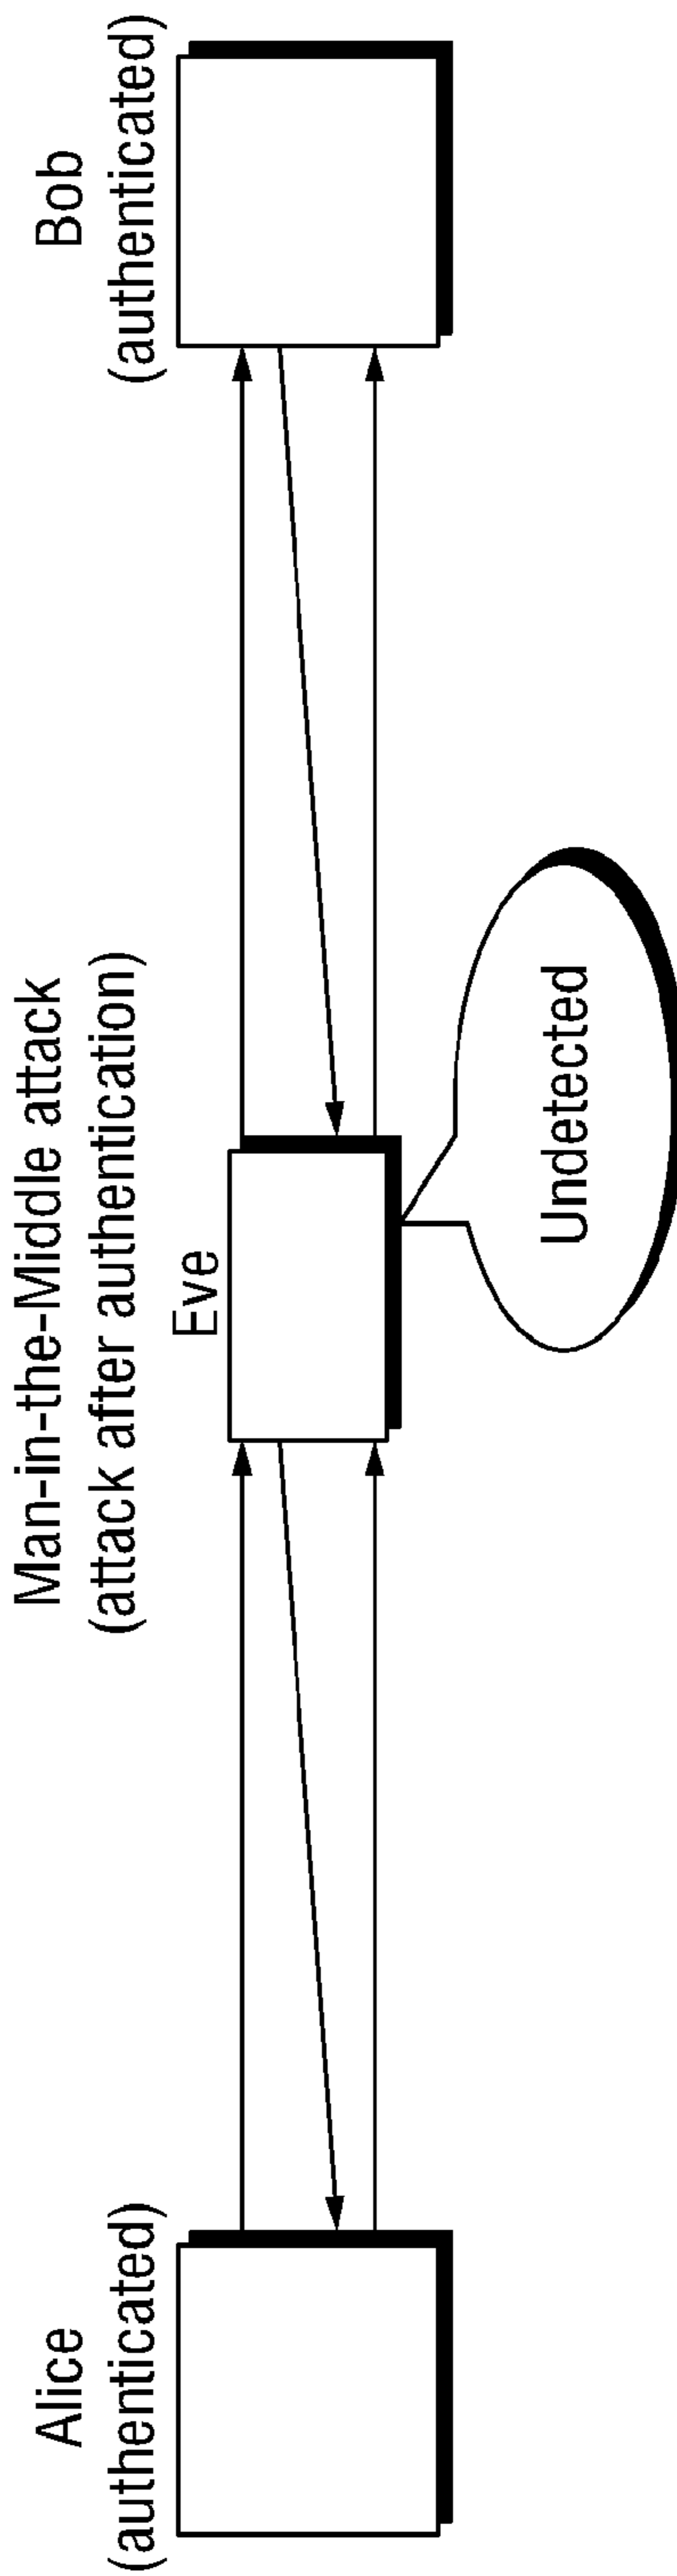 Man-in-the-Middle attack
(attack after authentication)
Alice
(authenticated)
Eve
Bob
(authenticated)
Undetected